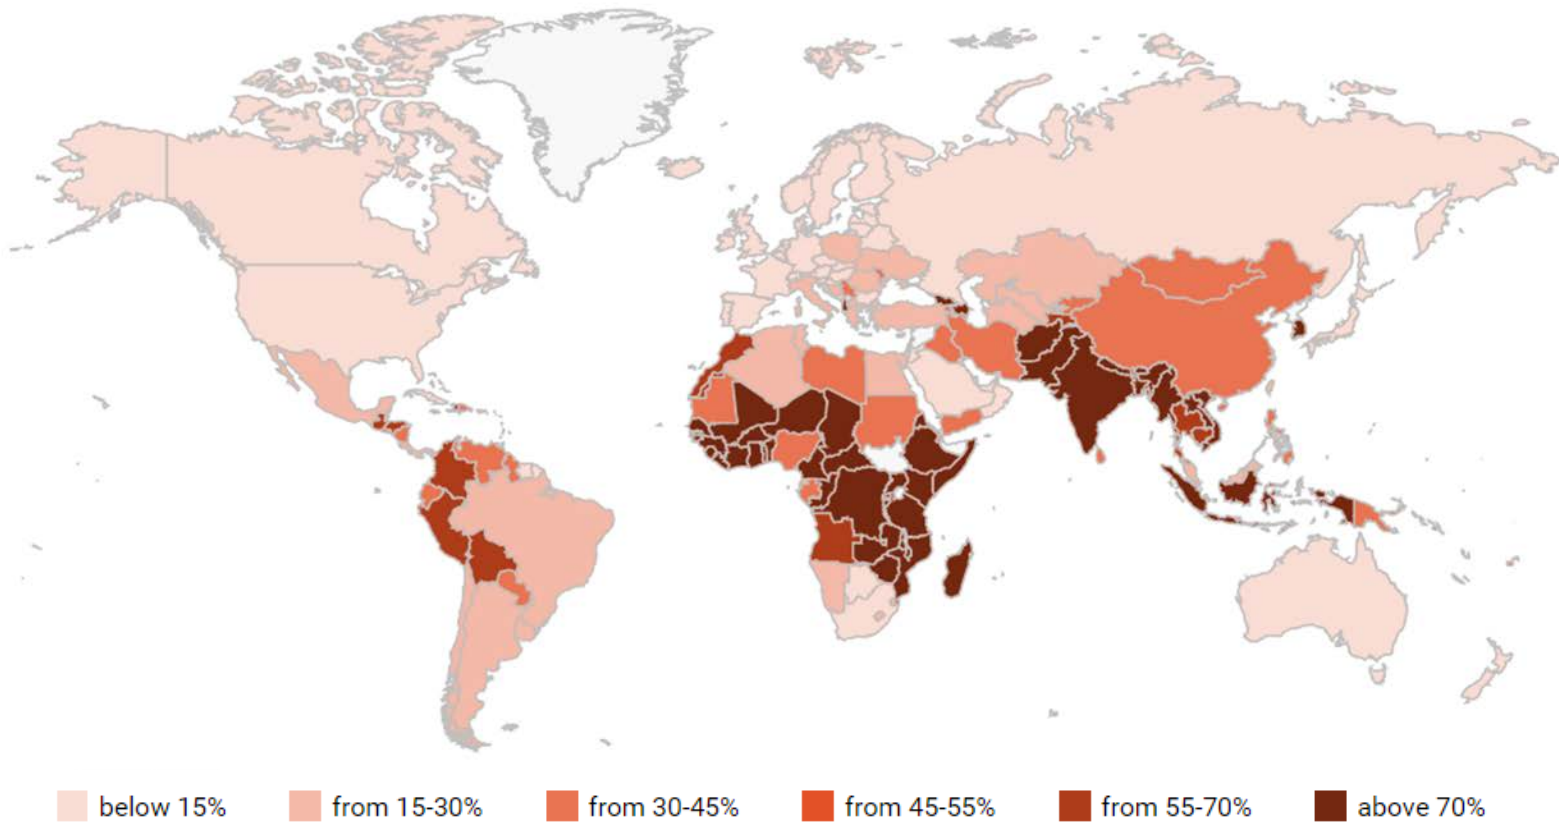 below 15%
from 15-30%
from 30-45%
from 45-55%
from 55-70%
above 70%